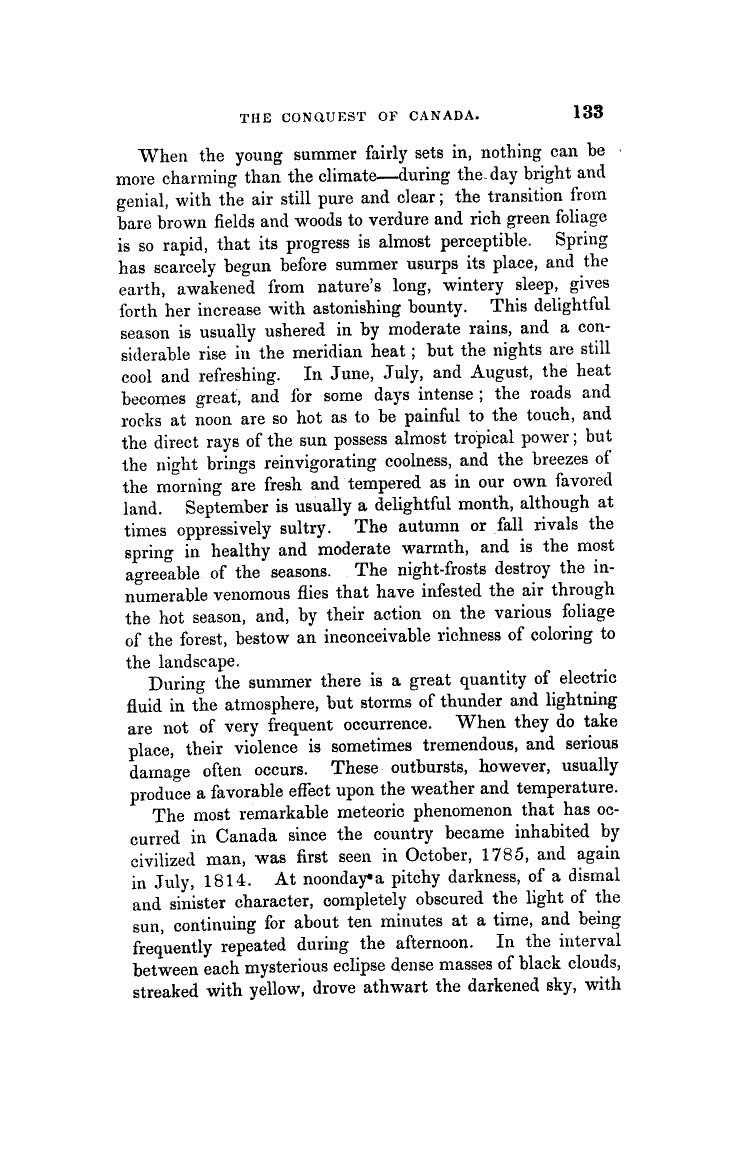 THE CONQUEST OF CANADA. 133
When the young summer fairly sets in, nothing can be
more charming than the climate—during the day bright and
genial, with the air still pure and clear; the transition from
bare brown fields and woods to verdure and rich green foliage
is so rapid, that its progress is almost perceptible. Spring
has scarcely begun before summer usurps its place, and the
earth, awakened from nature's long, wintery sleep, gives
forth her increase with astonishing bounty. This delightful
season is usually ushered in by moderate rains, and a con-
siderable rise in the meridian heat; but the nights are still
cool and refreshing. In June, July, and August, the heat
becomes great, and for some days intense; the roads and
rocks at noon are so hot as to be painful to the touch, and
the direct rays of the sun possess almost tropical power; but
the night brings reinvigorating coolness, and the breezes of
the morning are fresh and tempered as in our own favored
land. September is usually a delightful month, although at
times oppressively sultry. The autumn or fall rivals the
spring in healthy and moderate warmth, and is the most
agreeable of the seasons. The night-frosts destroy the in-
numerable venomous flies that have infested the air through
the hot season, and, by their action on the various foliage
of the forest, bestow an inconceivable richness of coloring to
the landscape.
During the summer there is a great quantity of electric
fluid in the atmosphere, but storms of thunder and lightning
are not of very frequent occurrence. When they do take
place, their violence is sometimes tremendous, and serious
damage often occurs. These outbursts, however, usually
produce a favorable effect upon the weather and temperature.
The most remarkable meteoric phenomenon that has oc-
curred in Canada since the country became inhabited by
civilized man, was first seen in October, 1785, and again
in July, 1814. At noonday a pitchy darkness, of a dismal
and sinister character, completely obscured the light of the
sun, continuing for about ten minutes at a time, and being
frequently repeated during the afternoon. In the interval
between each mysterious eclipse dense masses of black clouds,
streaked with yellow, drove athwart the darkened sky, with